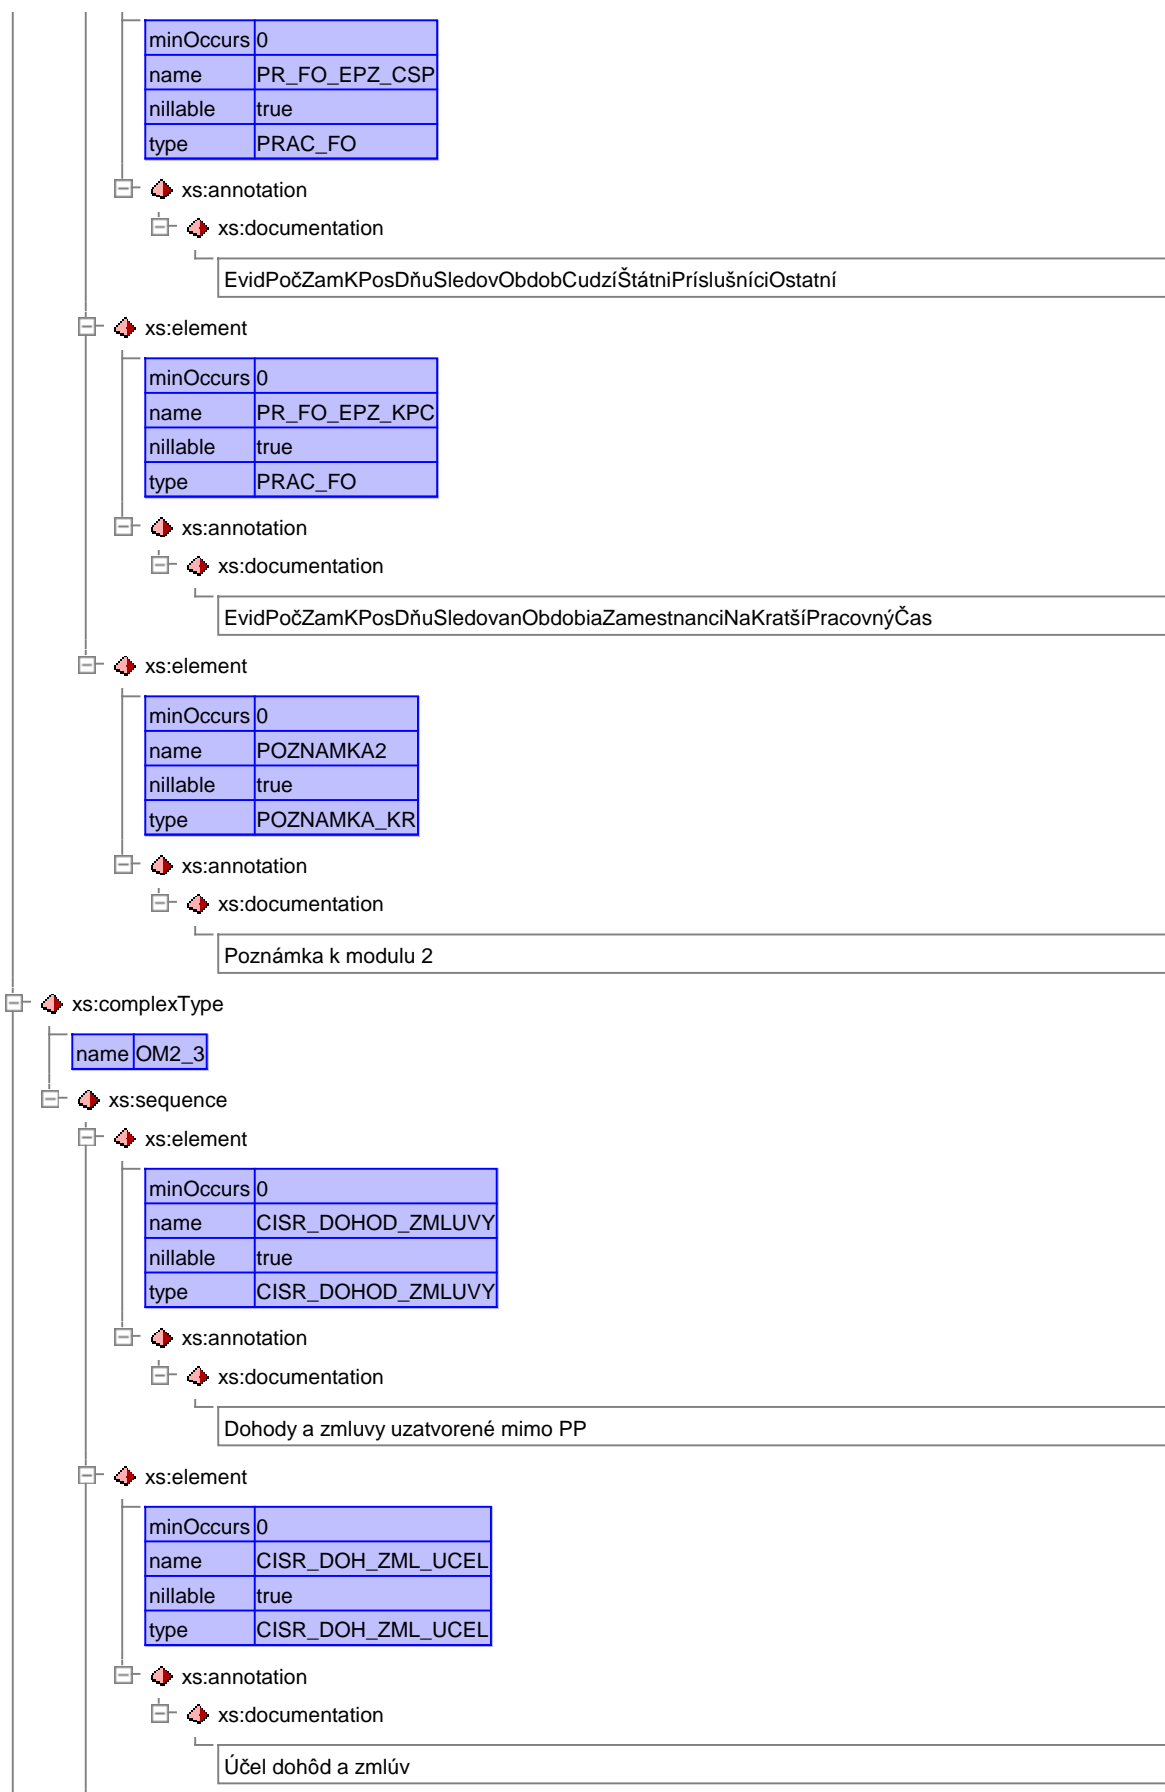 minOccurs 0
name PR_FO_EPZ_CSP
nillable true
type PRAC_FO
xs:annotation
xs:documentation
EvidPočZamKPosDňuSledovObdobCudzíŠtátniPríslušníciOstatní
xs:element
minOccurs 0
name PR_FO_EPZ_KPC
nillable true
type PRAC_FO
xs:annotation
xs:documentation
EvidPočZamKPosDňuSledovanObdobiaZamestnanciNaKratšíPracovnýČas
xs:element
minOccurs 0
name POZNAMKA2
nillable true
type POZNAMKA_KR
xs:annotation
xs:documentation
Poznámka k modulu 2
xs:complexType
name OM2_3
xs:sequence
xs:element
minOccurs 0
name CISR_DOHOD_ZMLUVY
nillable true
type CISR_DOHOD_ZMLUVY
xs:annotation
xs:documentation
Dohody a zmluvy uzatvorené mimo PP
xs:element
minOccurs 0
name CISR_DOH_ZML_UCEL
nillable true
type CISR_DOH_ZML_UCEL
xs:annotation
xs:documentation
Účel dohôd a zmlúv